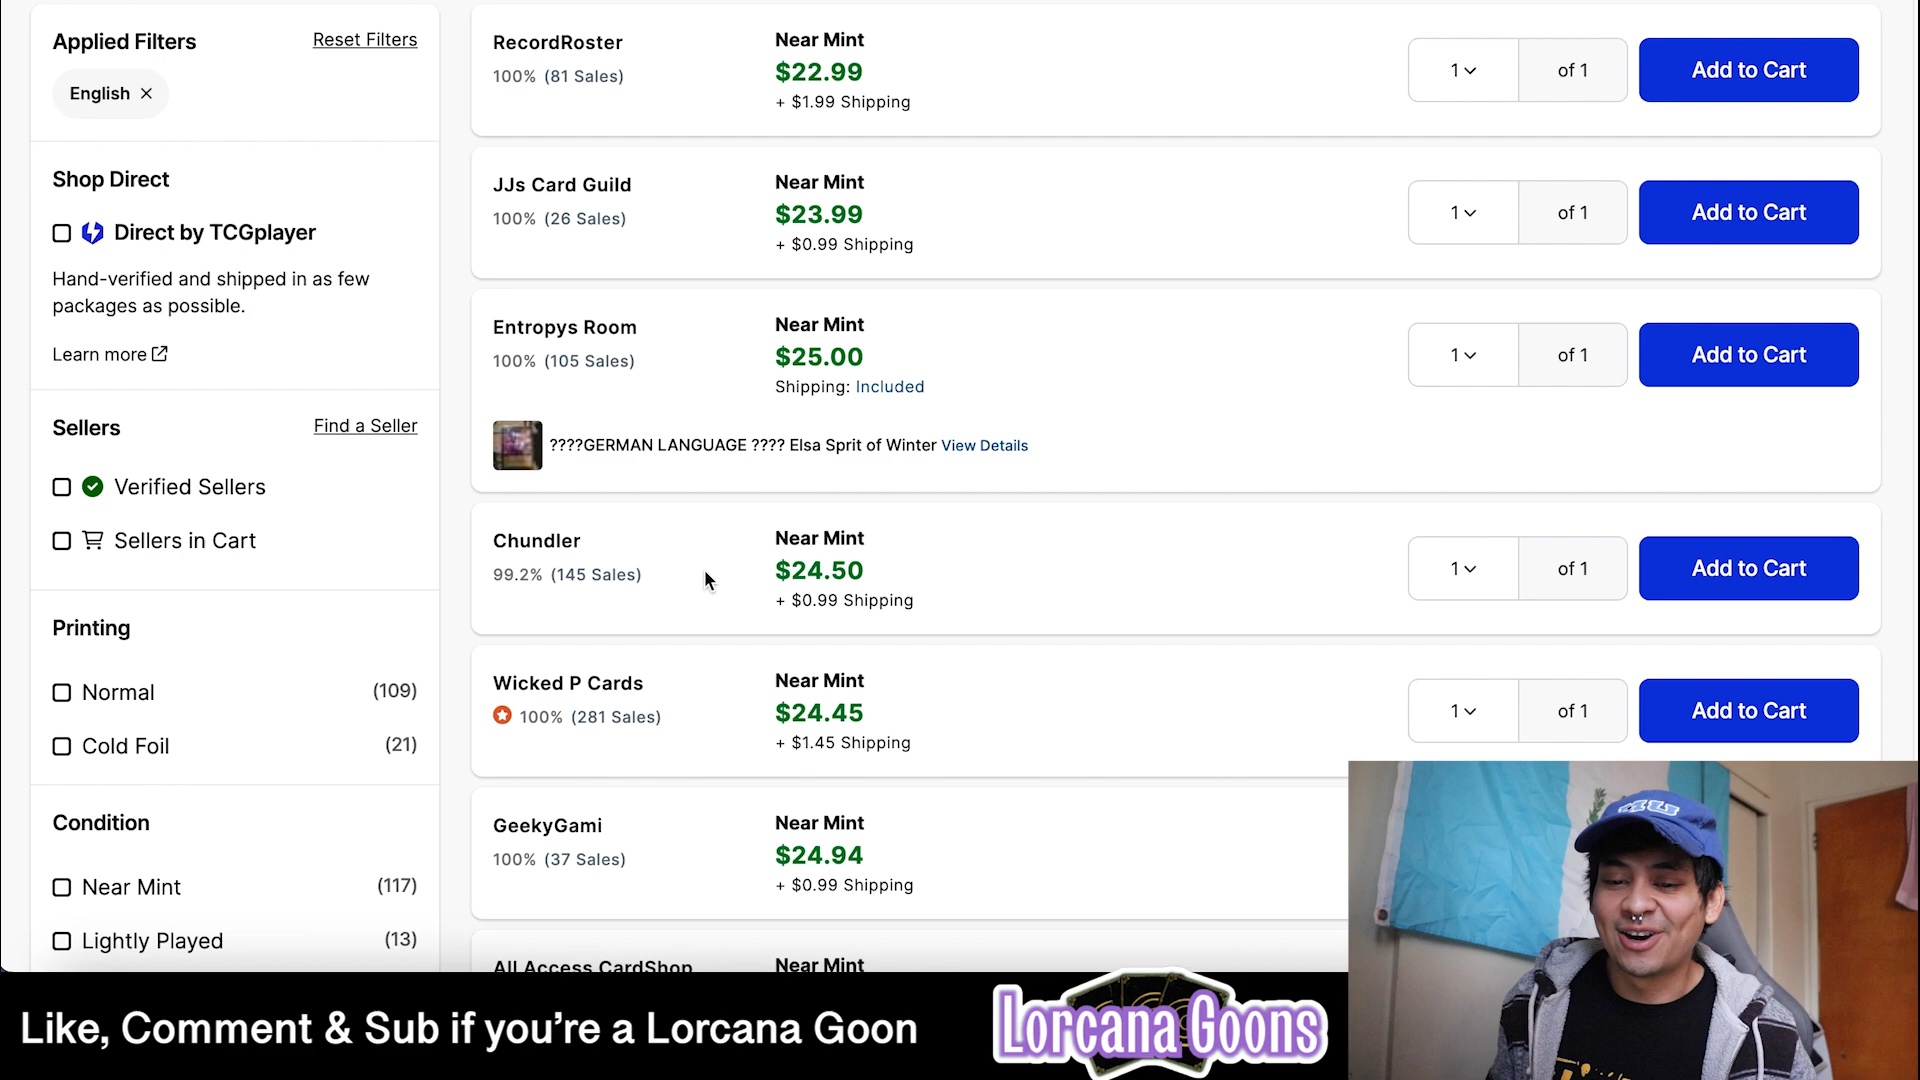 Applied Filters
Reset Filters
English ×
Shop Direct
Direct by TCGplayer
Hand-verified and shipped in as few
packages as possible.
Learn more
Sellers
Find a Seller
Verified Sellers
Sellers in Cart
Printing
Normal (109)
Cold Foil (21)
Condition
Near Mint (117)
Lightly Played (13)
RecordRoster
100% (81 Sales)
Near Mint
$22.99
+ $1.99 Shipping
1 of 1
Add to Cart
JJs Card Guild
100% (26 Sales)
Near Mint
$23.99
+ $0.99 Shipping
1 of 1
Add to Cart
Entropys Room
100% (105 Sales)
Near Mint
$25.00
Shipping: Included
1 of 1
Add to Cart
????GERMAN LANGUAGE ???? Elsa Sprit of Winter View Details
Chundler
99.2% (145 Sales)
Near Mint
$24.50
+ $0.99 Shipping
1 of 1
Add to Cart
Wicked P Cards
100% (281 Sales)
Near Mint
$24.45
+ $1.45 Shipping
1 of 1
Add to Cart
GeekyGami
100% (37 Sales)
Near Mint
$24.94
+ $0.99 Shipping
All Access CardShop
Near Mint
Like, Comment & Sub if you're a Lorcana Goon
Lorcana Goons
MU